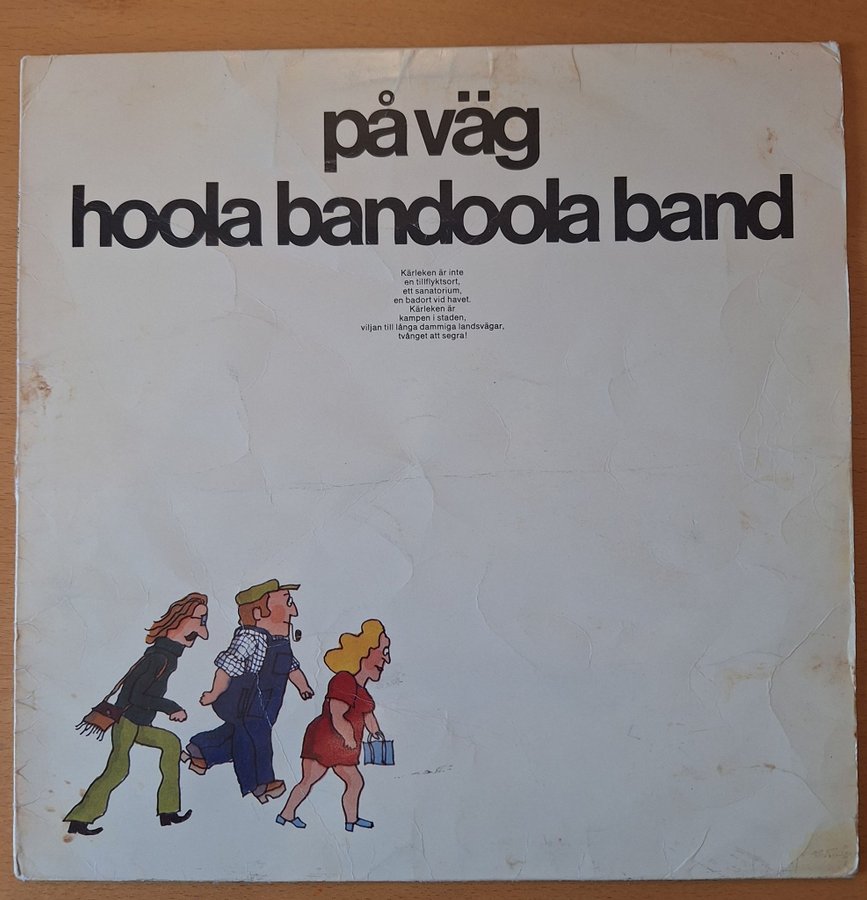 på väg
hoola bandoola band
Kärleken är inte
en tillflyktsort,
ett sanatorium,
en badort vid havet.
Kärleken är
kampen i staden,
viljan till långa dammiga landsvägar,
tvånget att segra!